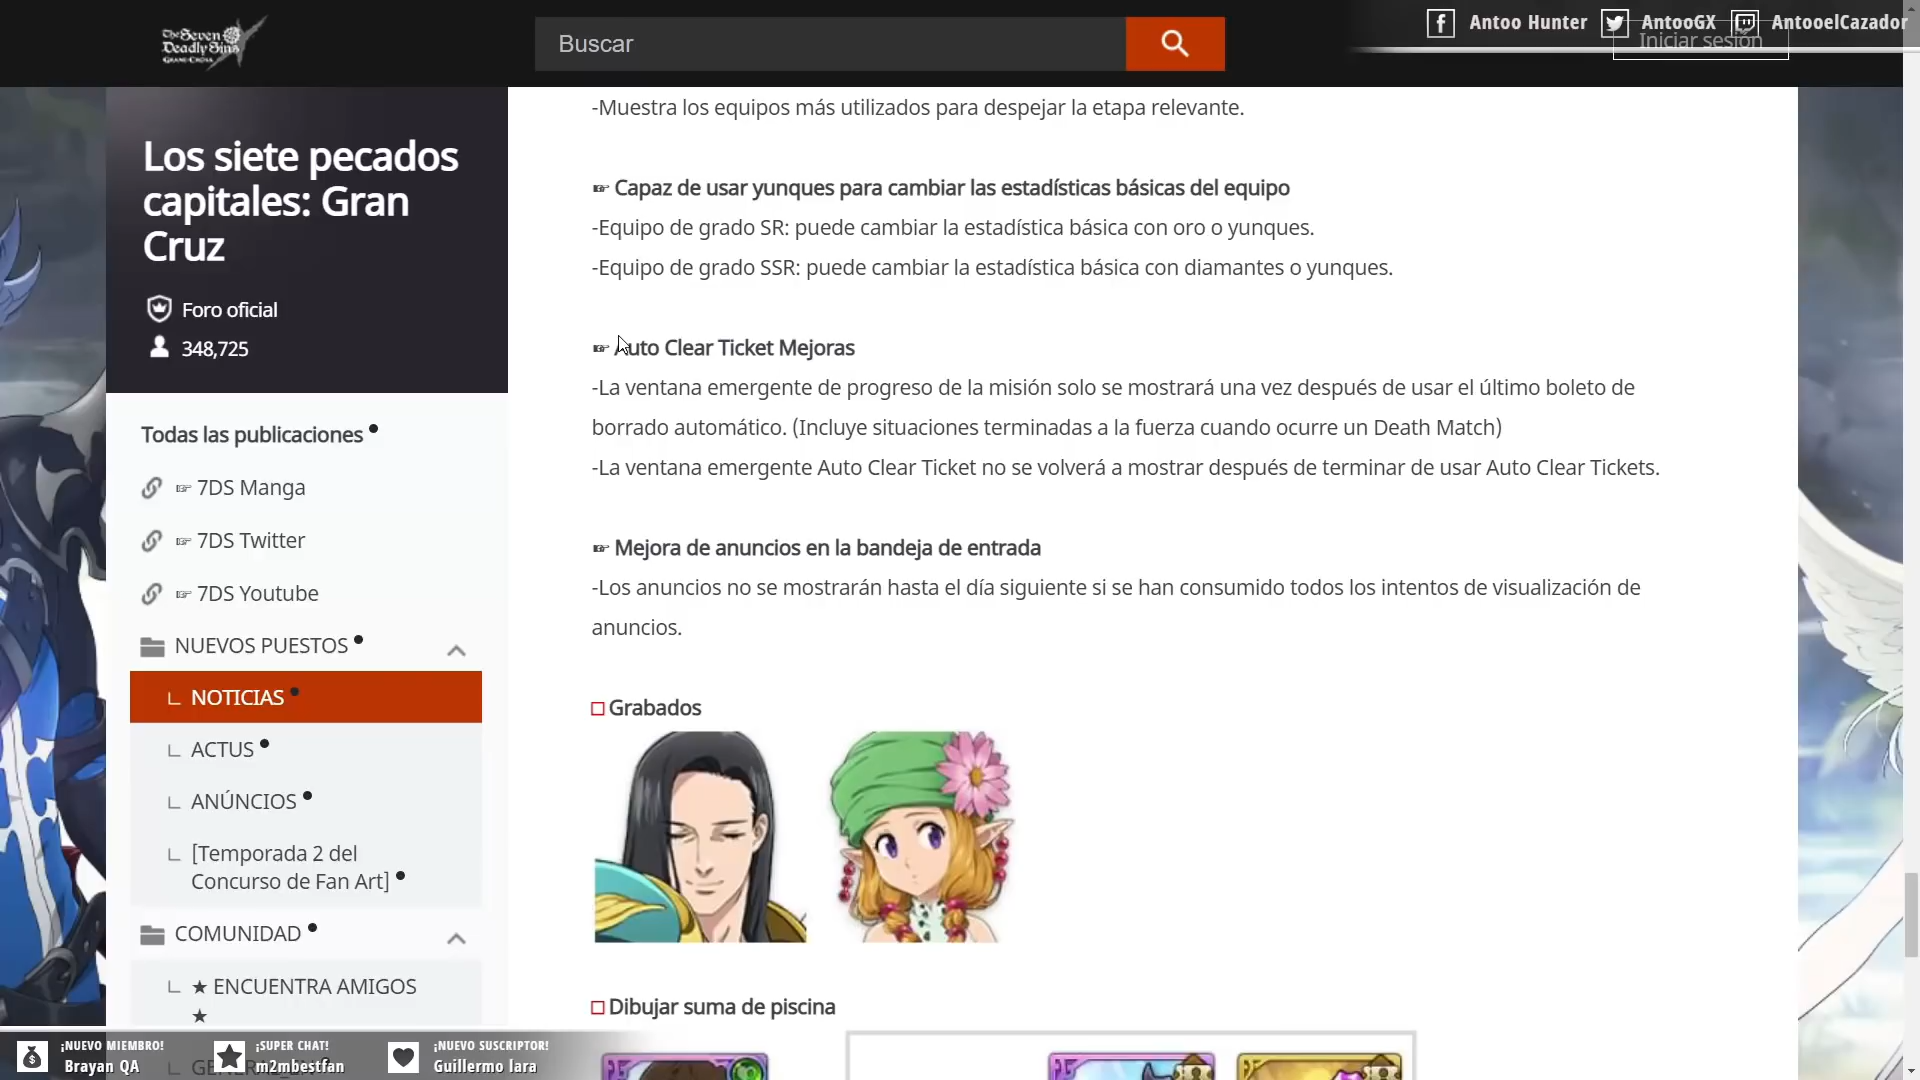 The Seven
Deadly Sins
GRAND CROSS
Buscar
Antoo Hunter
AntooGX
AntooelCazador
Iniciar sesión
Los siete pecados
capitales: Gran
Cruz
Foro oficial
348,725
Todas las publicaciones
☞ 7DS Manga
☞ 7DS Twitter
☞ 7DS Youtube
NUEVOS PUESTOS
NOTICIAS
ACTUS
ANÚNCIOS
[Temporada 2 del
Concurso de Fan Art]
COMUNIDAD
★ ENCUENTRA AMIGOS
★
-Muestra los equipos más utilizados para despejar la etapa relevante.
☞ Capaz de usar yunques para cambiar las estadísticas básicas del equipo
-Equipo de grado SR: puede cambiar la estadística básica con oro o yunques.
-Equipo de grado SSR: puede cambiar la estadística básica con diamantes o yunques.
☞ Auto Clear Ticket Mejoras
-La ventana emergente de progreso de la misión solo se mostrará una vez después de usar el último boleto de
borrado automático. (Incluye situaciones terminadas a la fuerza cuando ocurre un Death Match)
-La ventana emergente Auto Clear Ticket no se volverá a mostrar después de terminar de usar Auto Clear Tickets.
☞ Mejora de anuncios en la bandeja de entrada
-Los anuncios no se mostrarán hasta el día siguiente si se han consumido todos los intentos de visualización de
anuncios.
□ Grabados
□ Dibujar suma de piscina
¡NUEVO MIEMBRO!
Brayan QA
¡SUPER CHAT!
m2mbestfan
¡NUEVO SUSCRIPTOR!
Guillermo lara